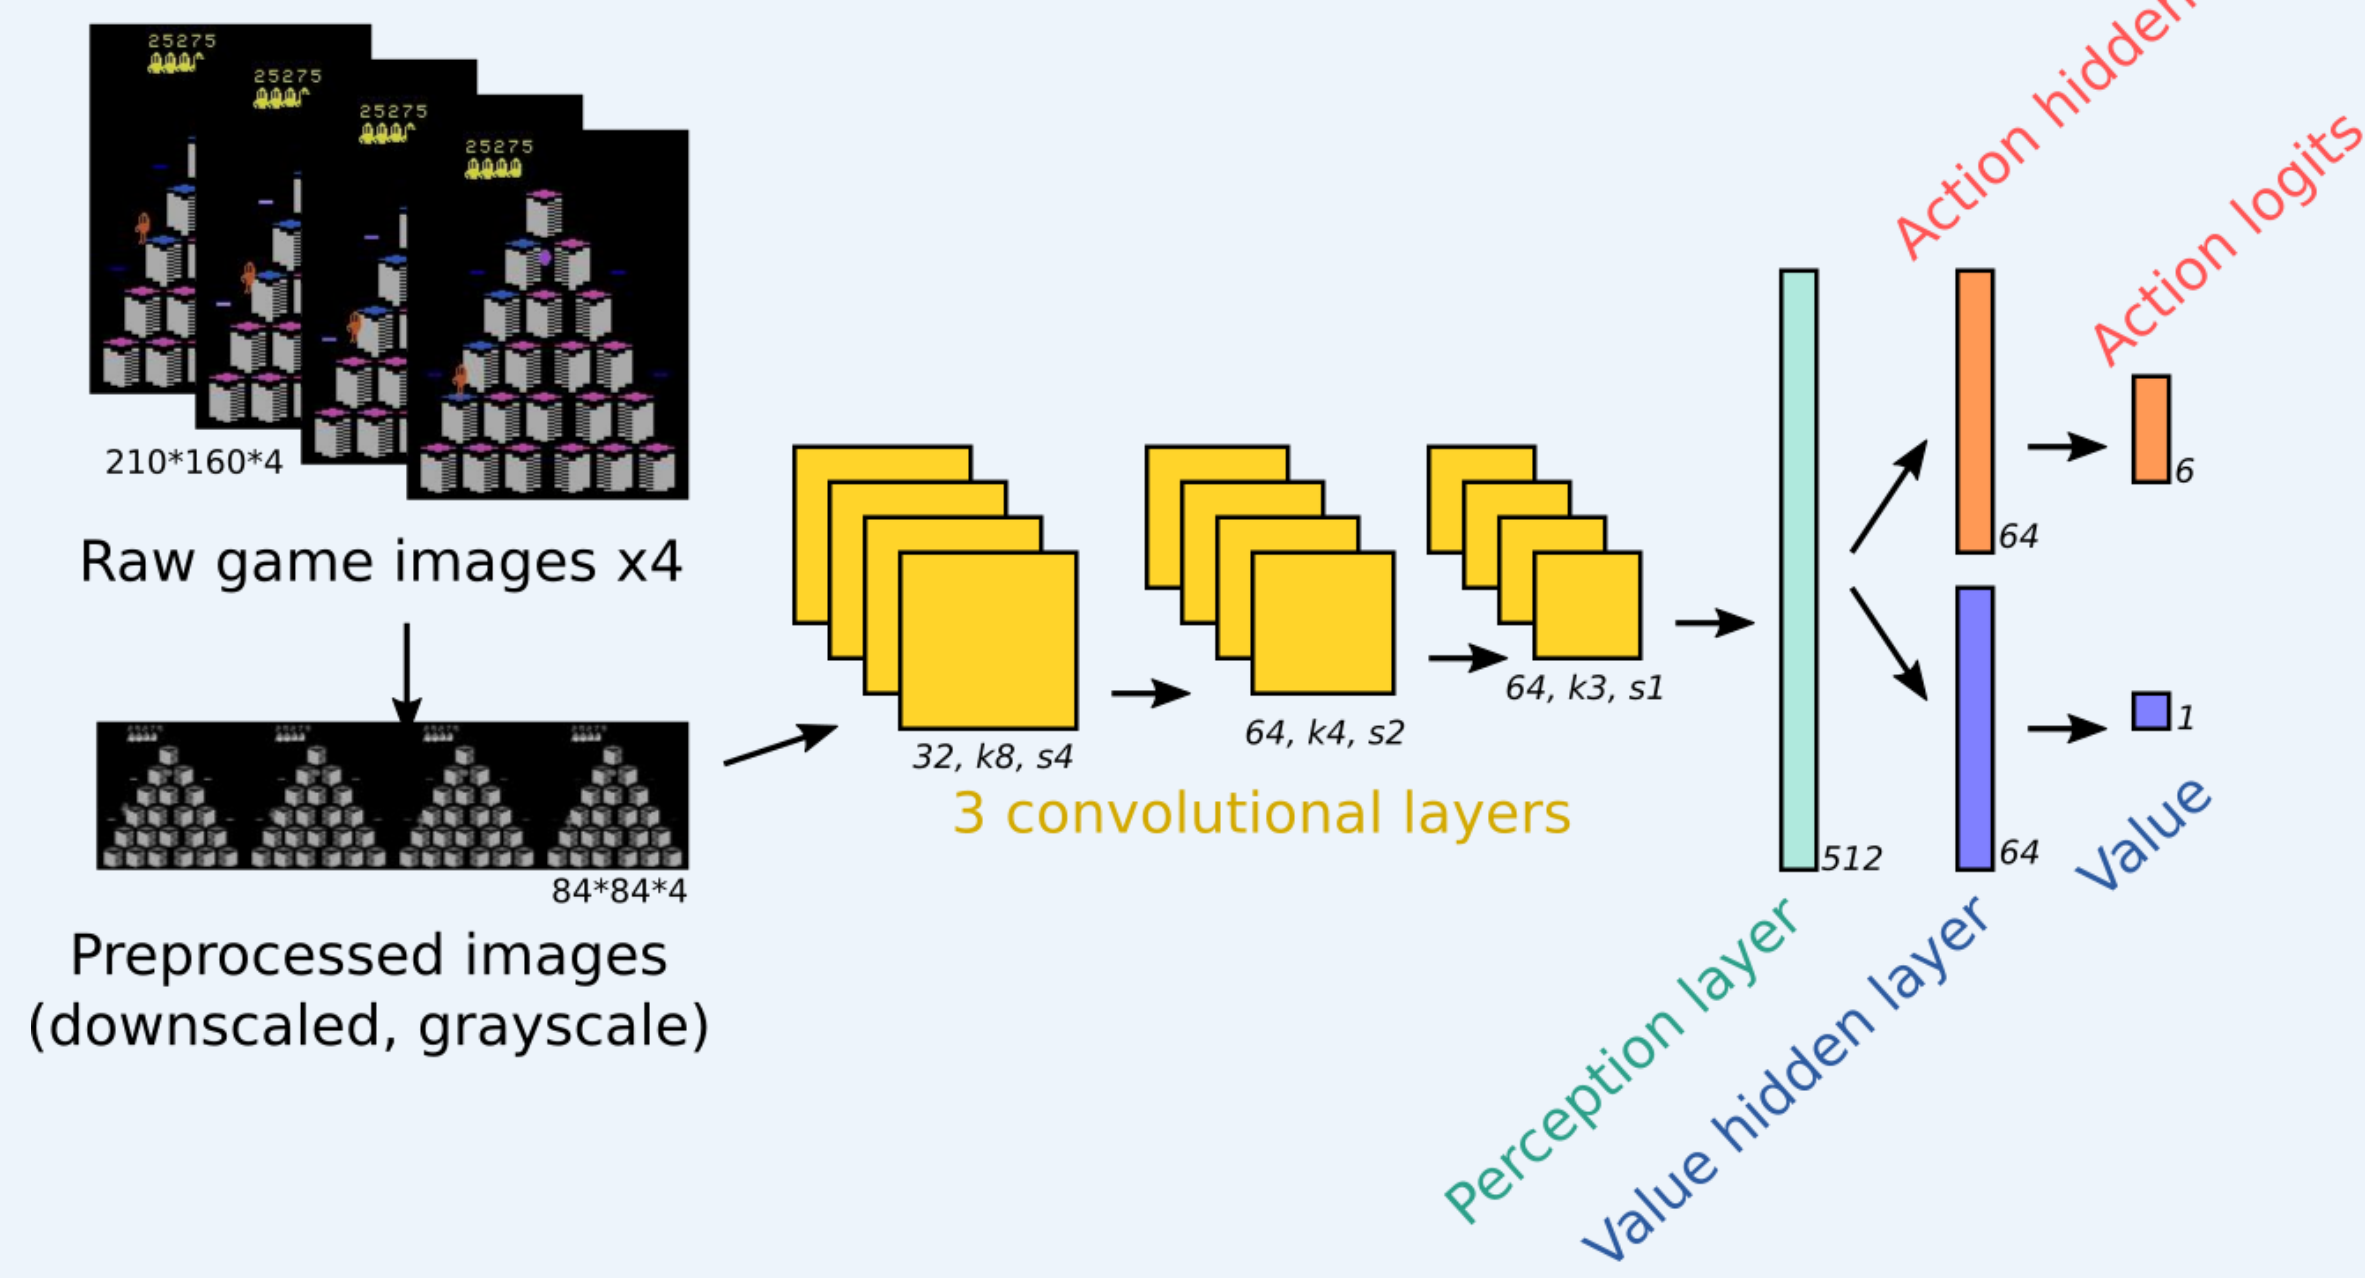 25275
25275
25275
25275
210*160*4
Raw game images x4
84*84*4
Preprocessed images
(downscaled, grayscale)
32, k8, s4
64, k4, s2
64, k3, s1
3 convolutional layers
512
Perception layer
Action hidden
64
Action logits
6
64
Value hidden layer
1
Value